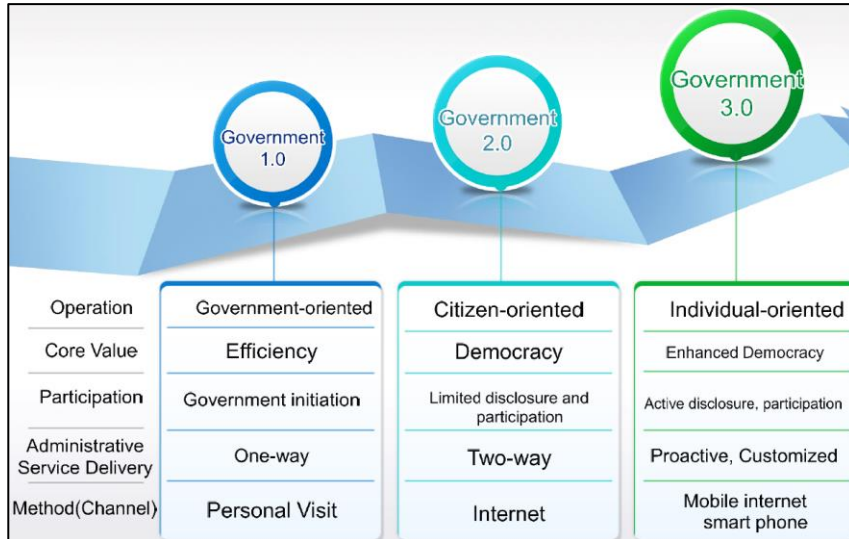 Government
1.0
Government
2.0
Government
3.0
Operation
Government-oriented
Citizen-oriented
Individual-oriented
Core Value
Efficiency
Democracy
Enhanced Democracy
Participation
Government initiation
Limited disclosure and
participation
Active disclosure, participation
Administrative
Service Delivery
One-way
Two-way
Proactive, Customized
Method(Channel)
Personal Visit
Internet
Mobile internet
smart phone